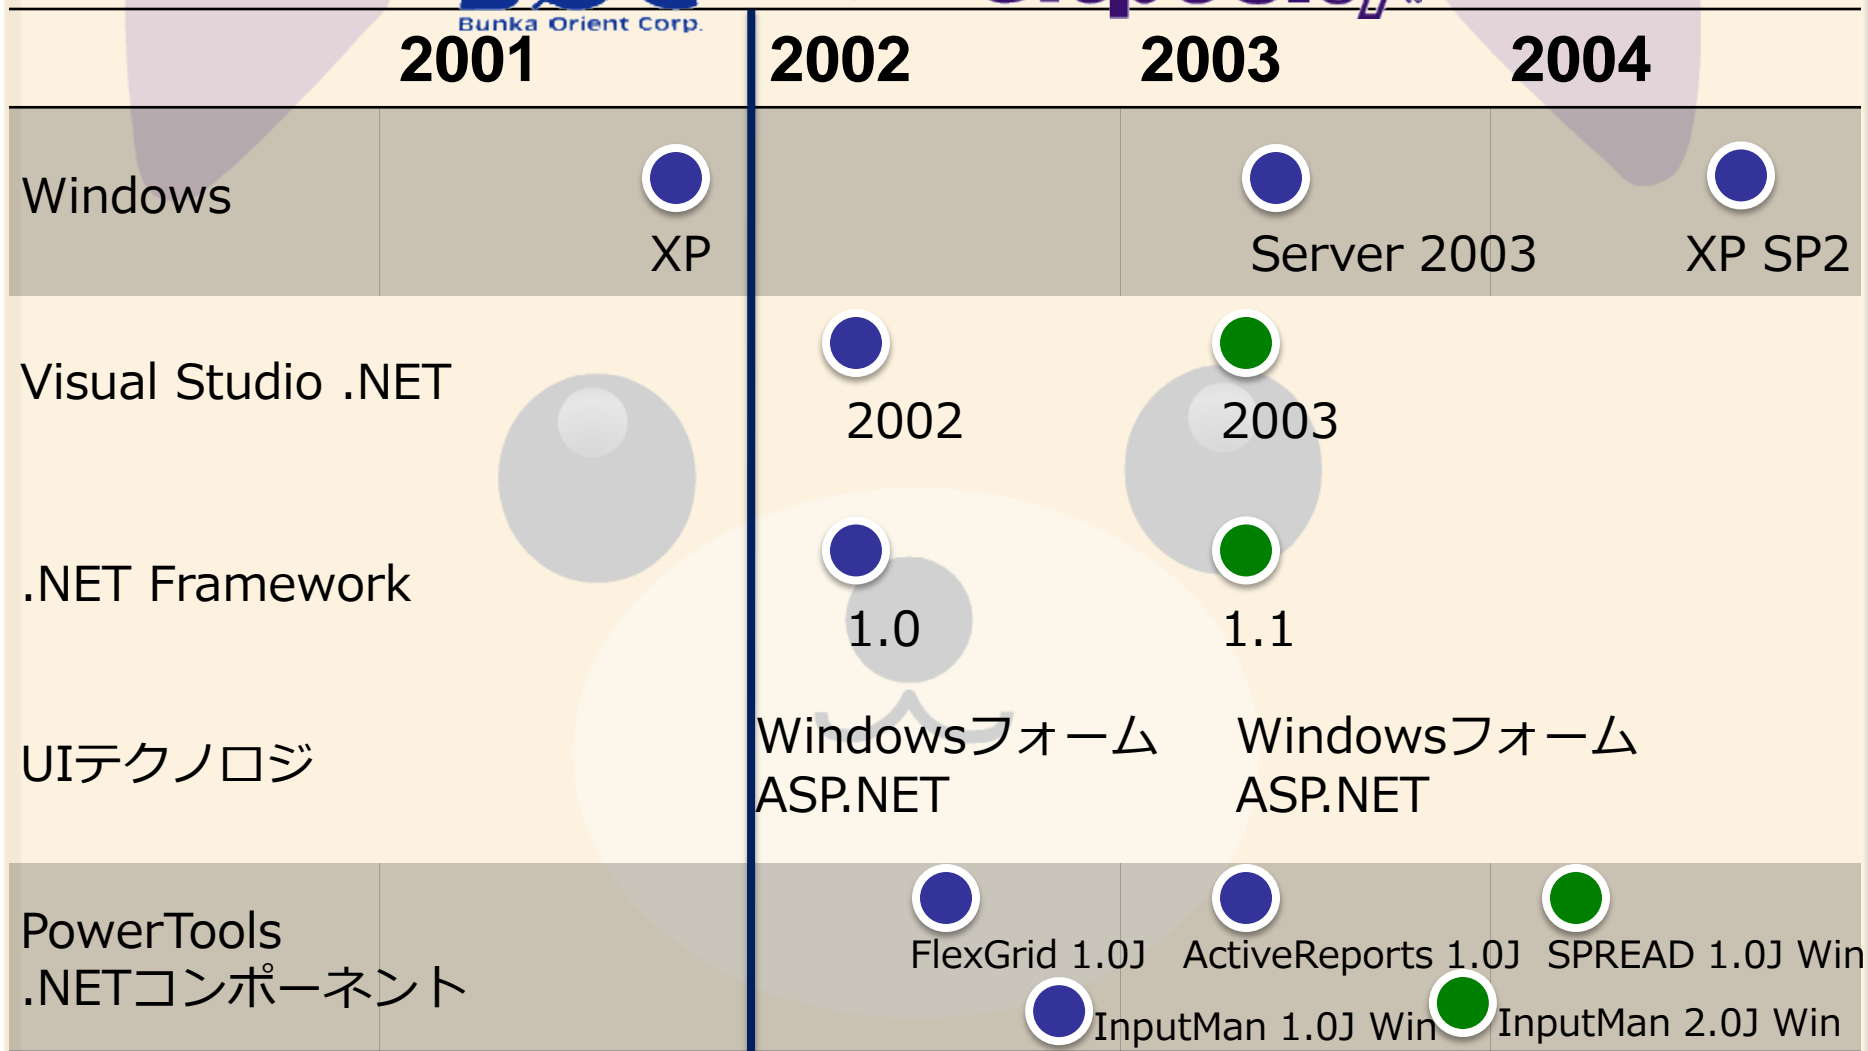 Bunka Orient Corp.
2001 2002 2003 2004
Windows
XP
Server 2003
XP SP2
Visual Studio .NET
2002
2003
.NET Framework
1.0
1.1
UIテクノロジ
Windowsフォーム
ASP.NET
Windowsフォーム
ASP.NET
PowerTools
.NETコンポーネント
FlexGrid 1.0J
ActiveReports 1.0J
SPREAD 1.0J Win
InputMan 1.0J Win
InputMan 2.0J Win